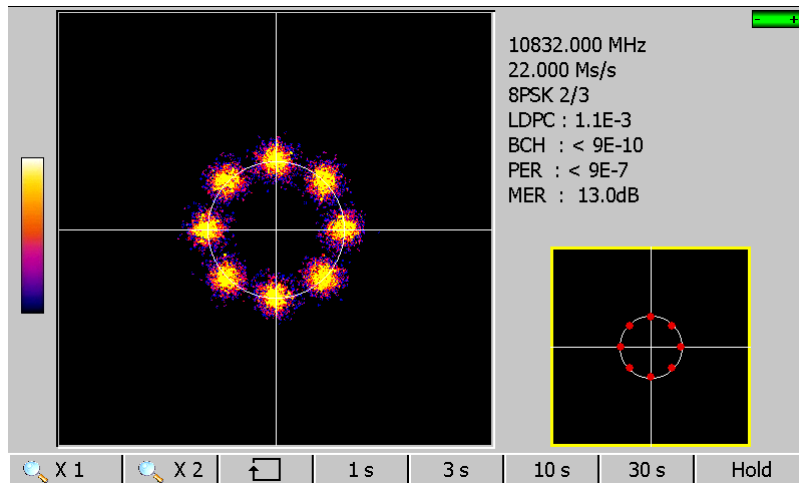 10832.000 MHz
22.000 Ms/s
8PSK 2/3
LDPC : 1.1E-3
BCH : < 9E-10
PER : < 9E-7
MER : 13.0dB
X 1
X 2
1 s
3 s
10 s
30 s
Hold